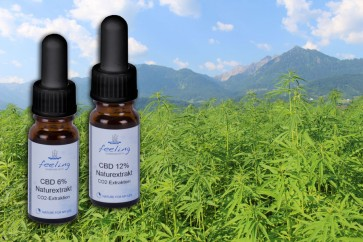 feeling
CBD 6%
Naturextrakt
CO2-Extraktion
feeling
CBD 12%
Naturextrakt
CO2-Extraktion